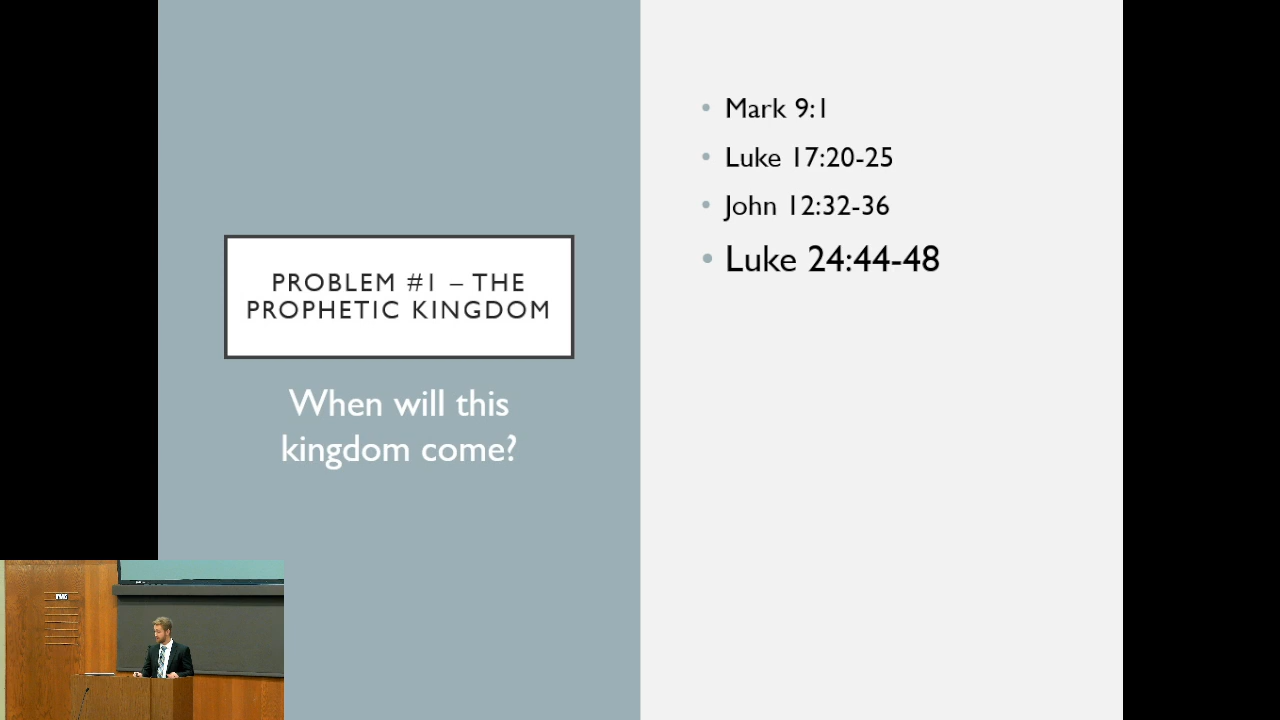 PROBLEM #1 – THE
PROPHETIC KINGDOM
When will this
kingdom come?
• Mark 9:1
• Luke 17:20-25
• John 12:32-36
• Luke 24:44-48